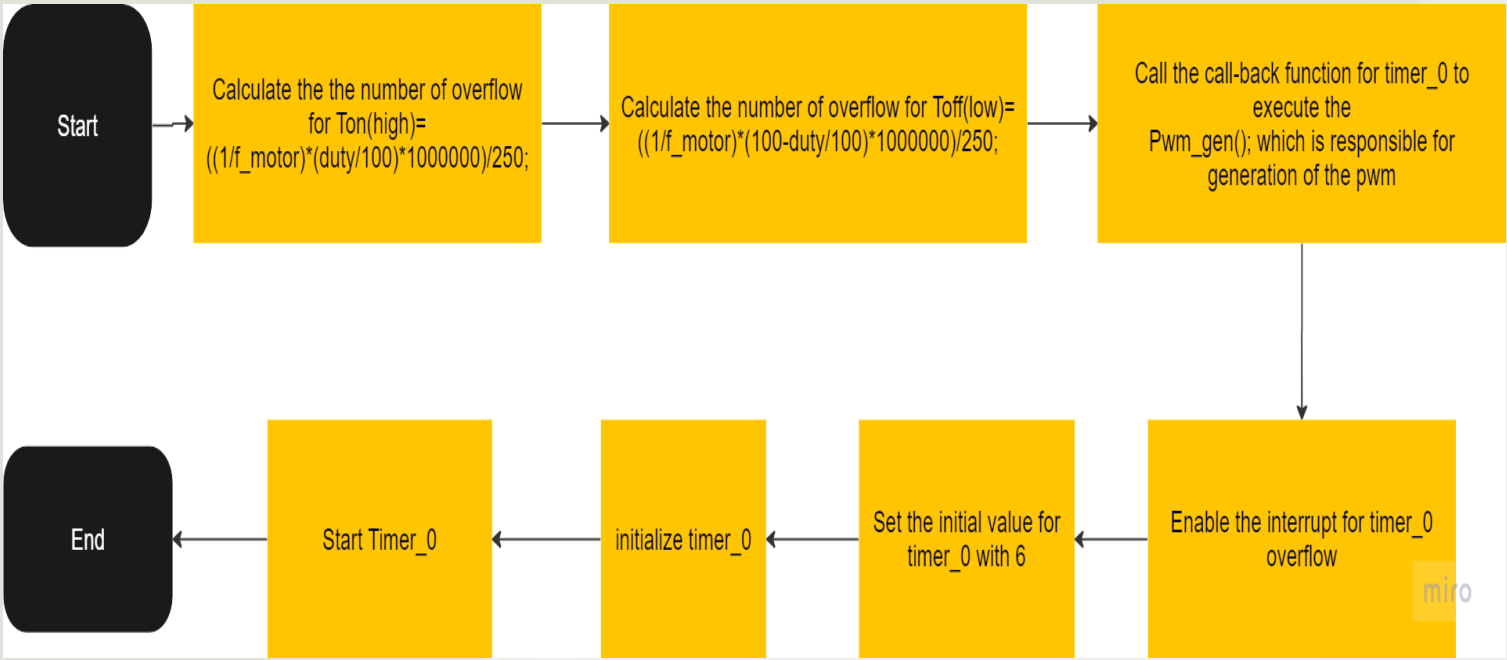 Start
Calculate the the number of overflow
for Ton(high)=
((1/f_motor)*(duty/100)*1000000)/250;
Calculate the number of overflow for Toff(low)=
((1/f_motor)*(100-duty/100)*1000000)/250;
Call the call-back function for timer_0 to
execute the
Pwm_gen(); which is responsible for
generation of the pwm
Enable the interrupt for timer_0
overflow
Set the initial value for
timer_0 with 6
initialize timer_0
Start Timer_0
End
miro